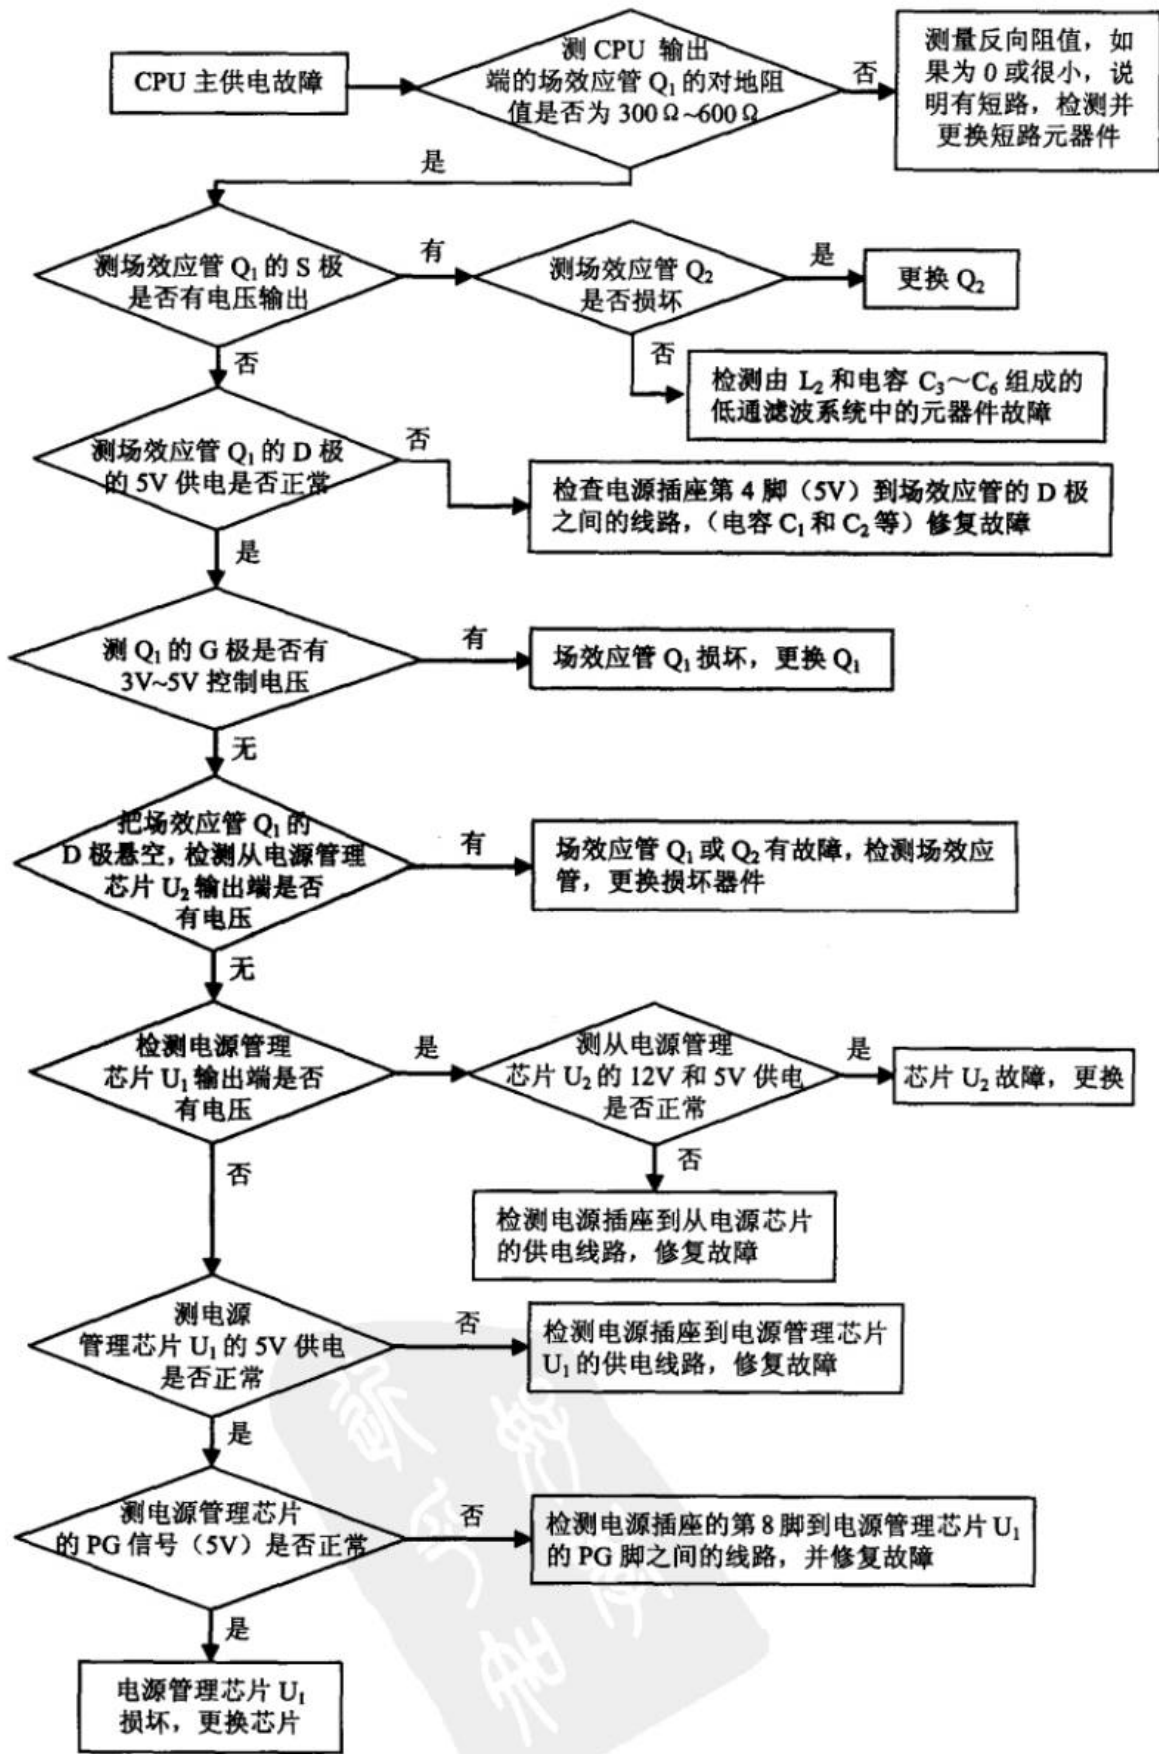 CPU 主供电故障
测 CPU 输出
端的场效应管 Q₁ 的对地阻
值是否为 300Ω~600Ω
否
测量反向阻值，如
果为 0 或很小，说
明有短路，检测并
更换短路元器件
是
测场效应管 Q₁ 的 S 极
是否有电压输出
有
测场效应管 Q₂
是否损坏
是
更换 Q₂
否
检测由 L₂ 和电容 C₃～C₆ 组成的
低通滤波系统中的元器件故障
否
测场效应管 Q₁ 的 D 极
的 5V 供电是否正常
否
检查电源插座第 4 脚（5V）到场效应管的 D 极
之间的线路，（电容 C₁ 和 C₂ 等）修复故障
是
测 Q₁ 的 G 极是否有
3V~5V 控制电压
有
场效应管 Q₁ 损坏，更换 Q₁
无
把场效应管 Q₁ 的
D 极悬空，检测从电源管理
芯片 U₂ 输出端是否
有电压
有
场效应管 Q₁ 或 Q₂ 有故障，检测场效应
管，更换损坏器件
无
检测电源管理
芯片 U₁ 输出端是否
有电压
是
测从电源管理
芯片 U₂ 的 12V 和 5V 供电
是否正常
是
芯片 U₂ 故障，更换
否
检测电源插座到从电源芯片
的供电线路，修复故障
否
测电源
管理芯片 U₁ 的 5V 供电
是否正常
否
检测电源插座到电源管理芯片
U₁ 的供电线路，修复故障
是
测电源管理芯片
的 PG 信号（5V）是否正常
否
检测电源插座的第 8 脚到电源管理芯片 U₁
的 PG 脚之间的线路，并修复故障
是
电源管理芯片 U₁
损坏，更换芯片